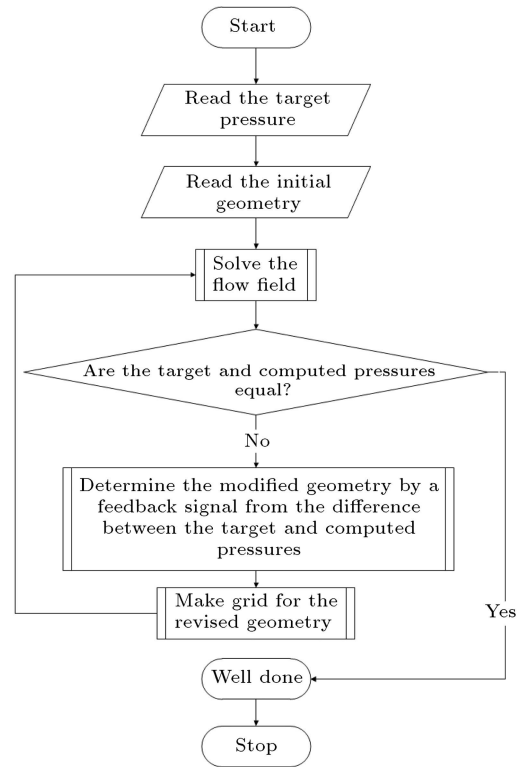 Start
Read the target
pressure
Read the initial
geometry
Solve the
flow field
Are the target and computed pressures
equal?
No
Determine the modified geometry by a
feedback signal from the difference
between the target and computed
pressures
Make grid for the
revised geometry
Yes
Well done
Stop